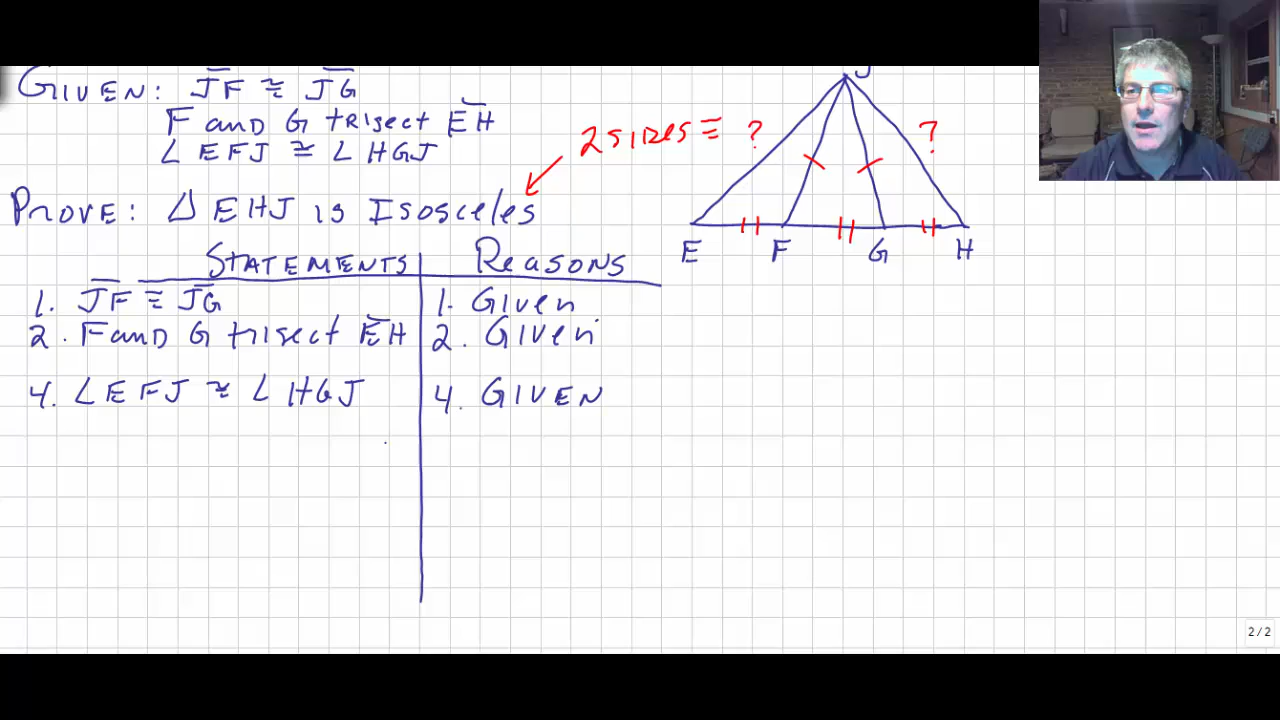 GIVEN: JF ≅ JG
F AND G trisect EH
∠EFJ ≅ ∠HGJ
PROVE: △EHJ is Isosceles
2 SIDES ≅
?
?
J
E
F
G
H
STATEMENTS
Reasons
1. JF ≅ JG
1. Given
2. F AND G trisect EH
2. Given
4. ∠EFJ ≅ ∠HGJ
4. GIVEN
2/2